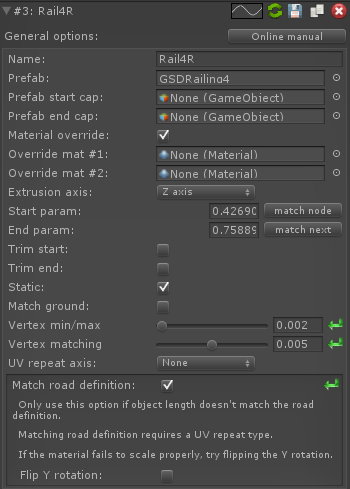 #3: Rail4R
General options:
Online manual
Name:
Rail4R
Prefab:
GSDRailing4
Prefab start cap:
None (GameObject)
Prefab end cap:
None (GameObject)
Material override:
Override mat #1:
None (Material)
Override mat #2:
None (Material)
Extrusion axis:
Z axis
Start param:
0.42690
match node
End param:
0.75889
match next
Trim start:
Trim end:
Static:
Match ground:
Vertex min/max
0.002
Vertex matching
0.005
UV repeat axis:
None
Match road definition:
Only use this option if object length doesn't match the road
definition.
Matching road definition requires a UV repeat type.
If the material fails to scale properly, try flipping the Y rotation.
Flip Y rotation: